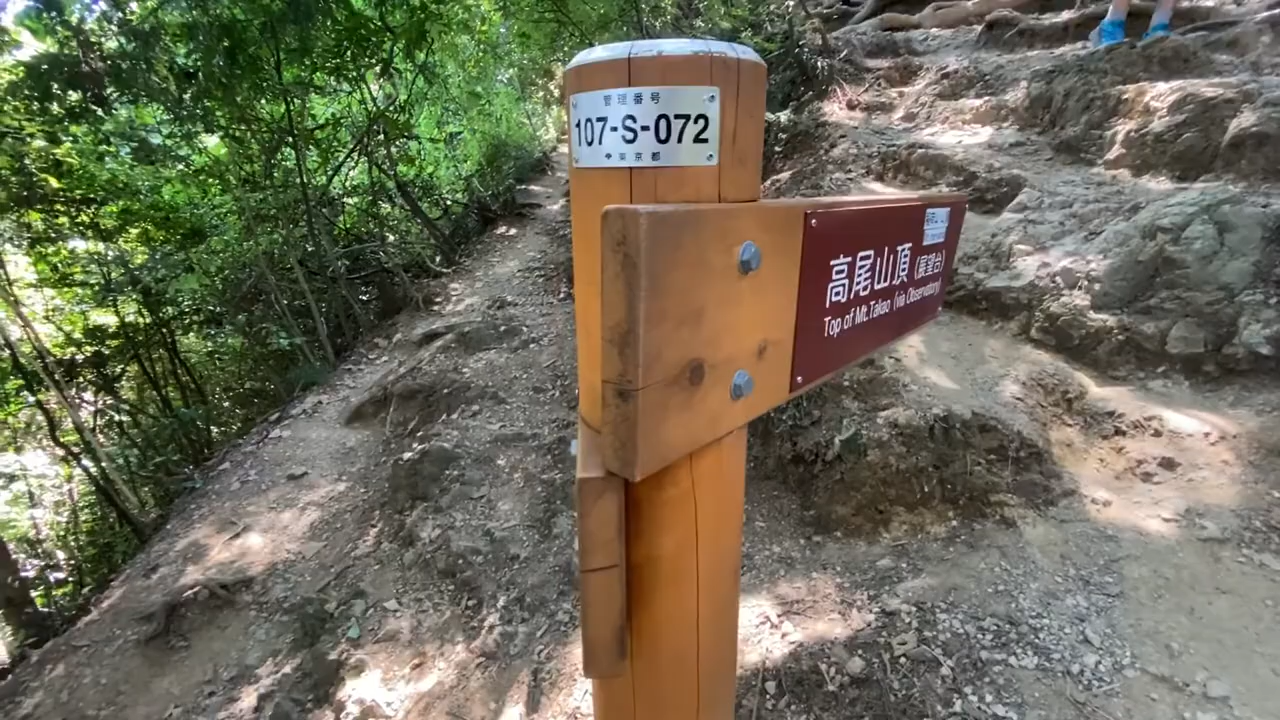 管理番号
107-S-072
東京都
高尾山頂（展望台）
Top of Mt.Takao (via Observatory)